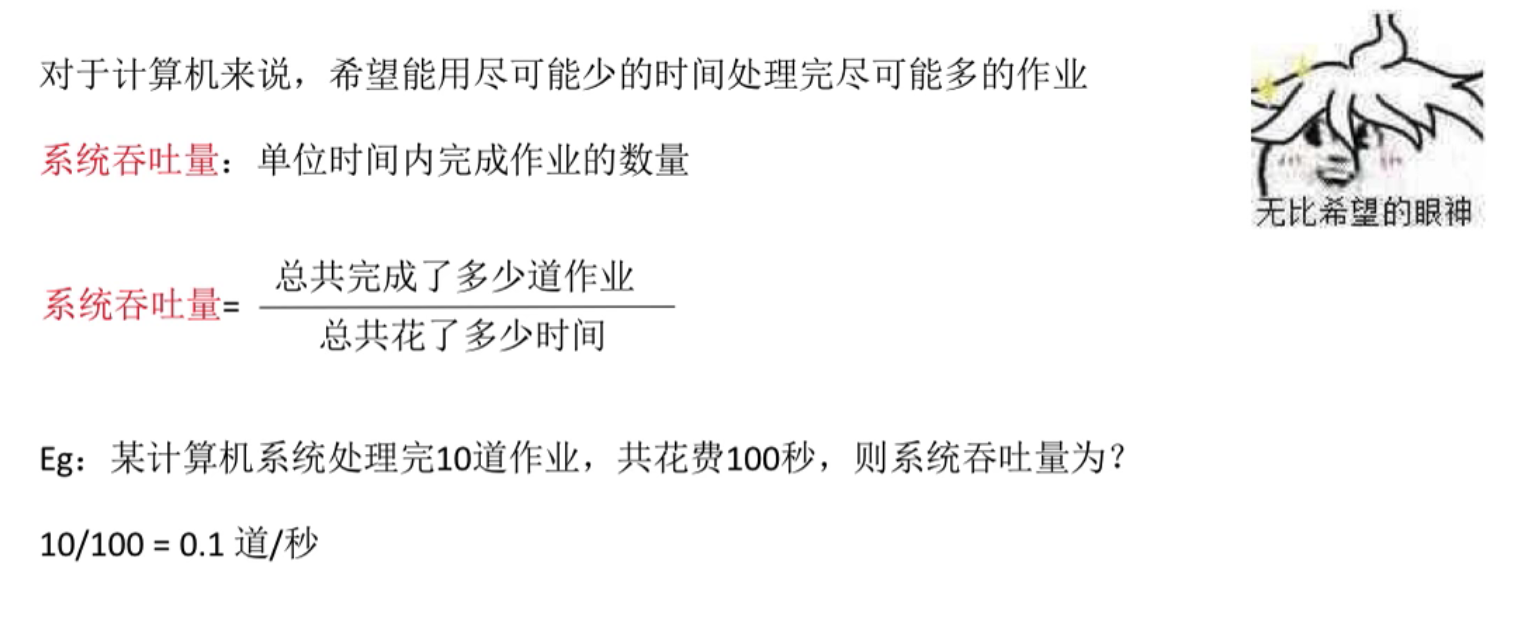 对于计算机来说，希望能用尽可能少的时间处理完尽可能多的作业
系统吞吐量：单位时间内完成作业的数量
无比希望的眼神
总共完成了多少道作业
系统吞吐量=
总共花了多少时间
Eg：某计算机系统处理完10道作业，共花费100秒，则系统吞吐量为？
10/100 = 0.1 道/秒